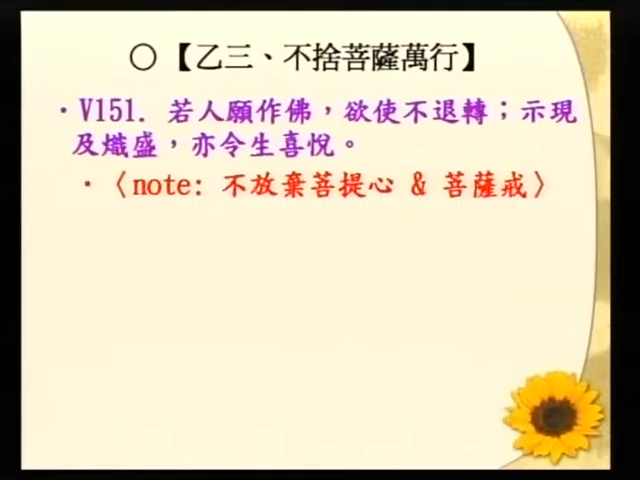 ○【乙三、不捨菩薩萬行】
·V151. 若人願作佛，欲使不退轉；示現
及熾盛，亦令生喜悅。
·〈note: 不放棄菩提心 & 菩薩戒〉